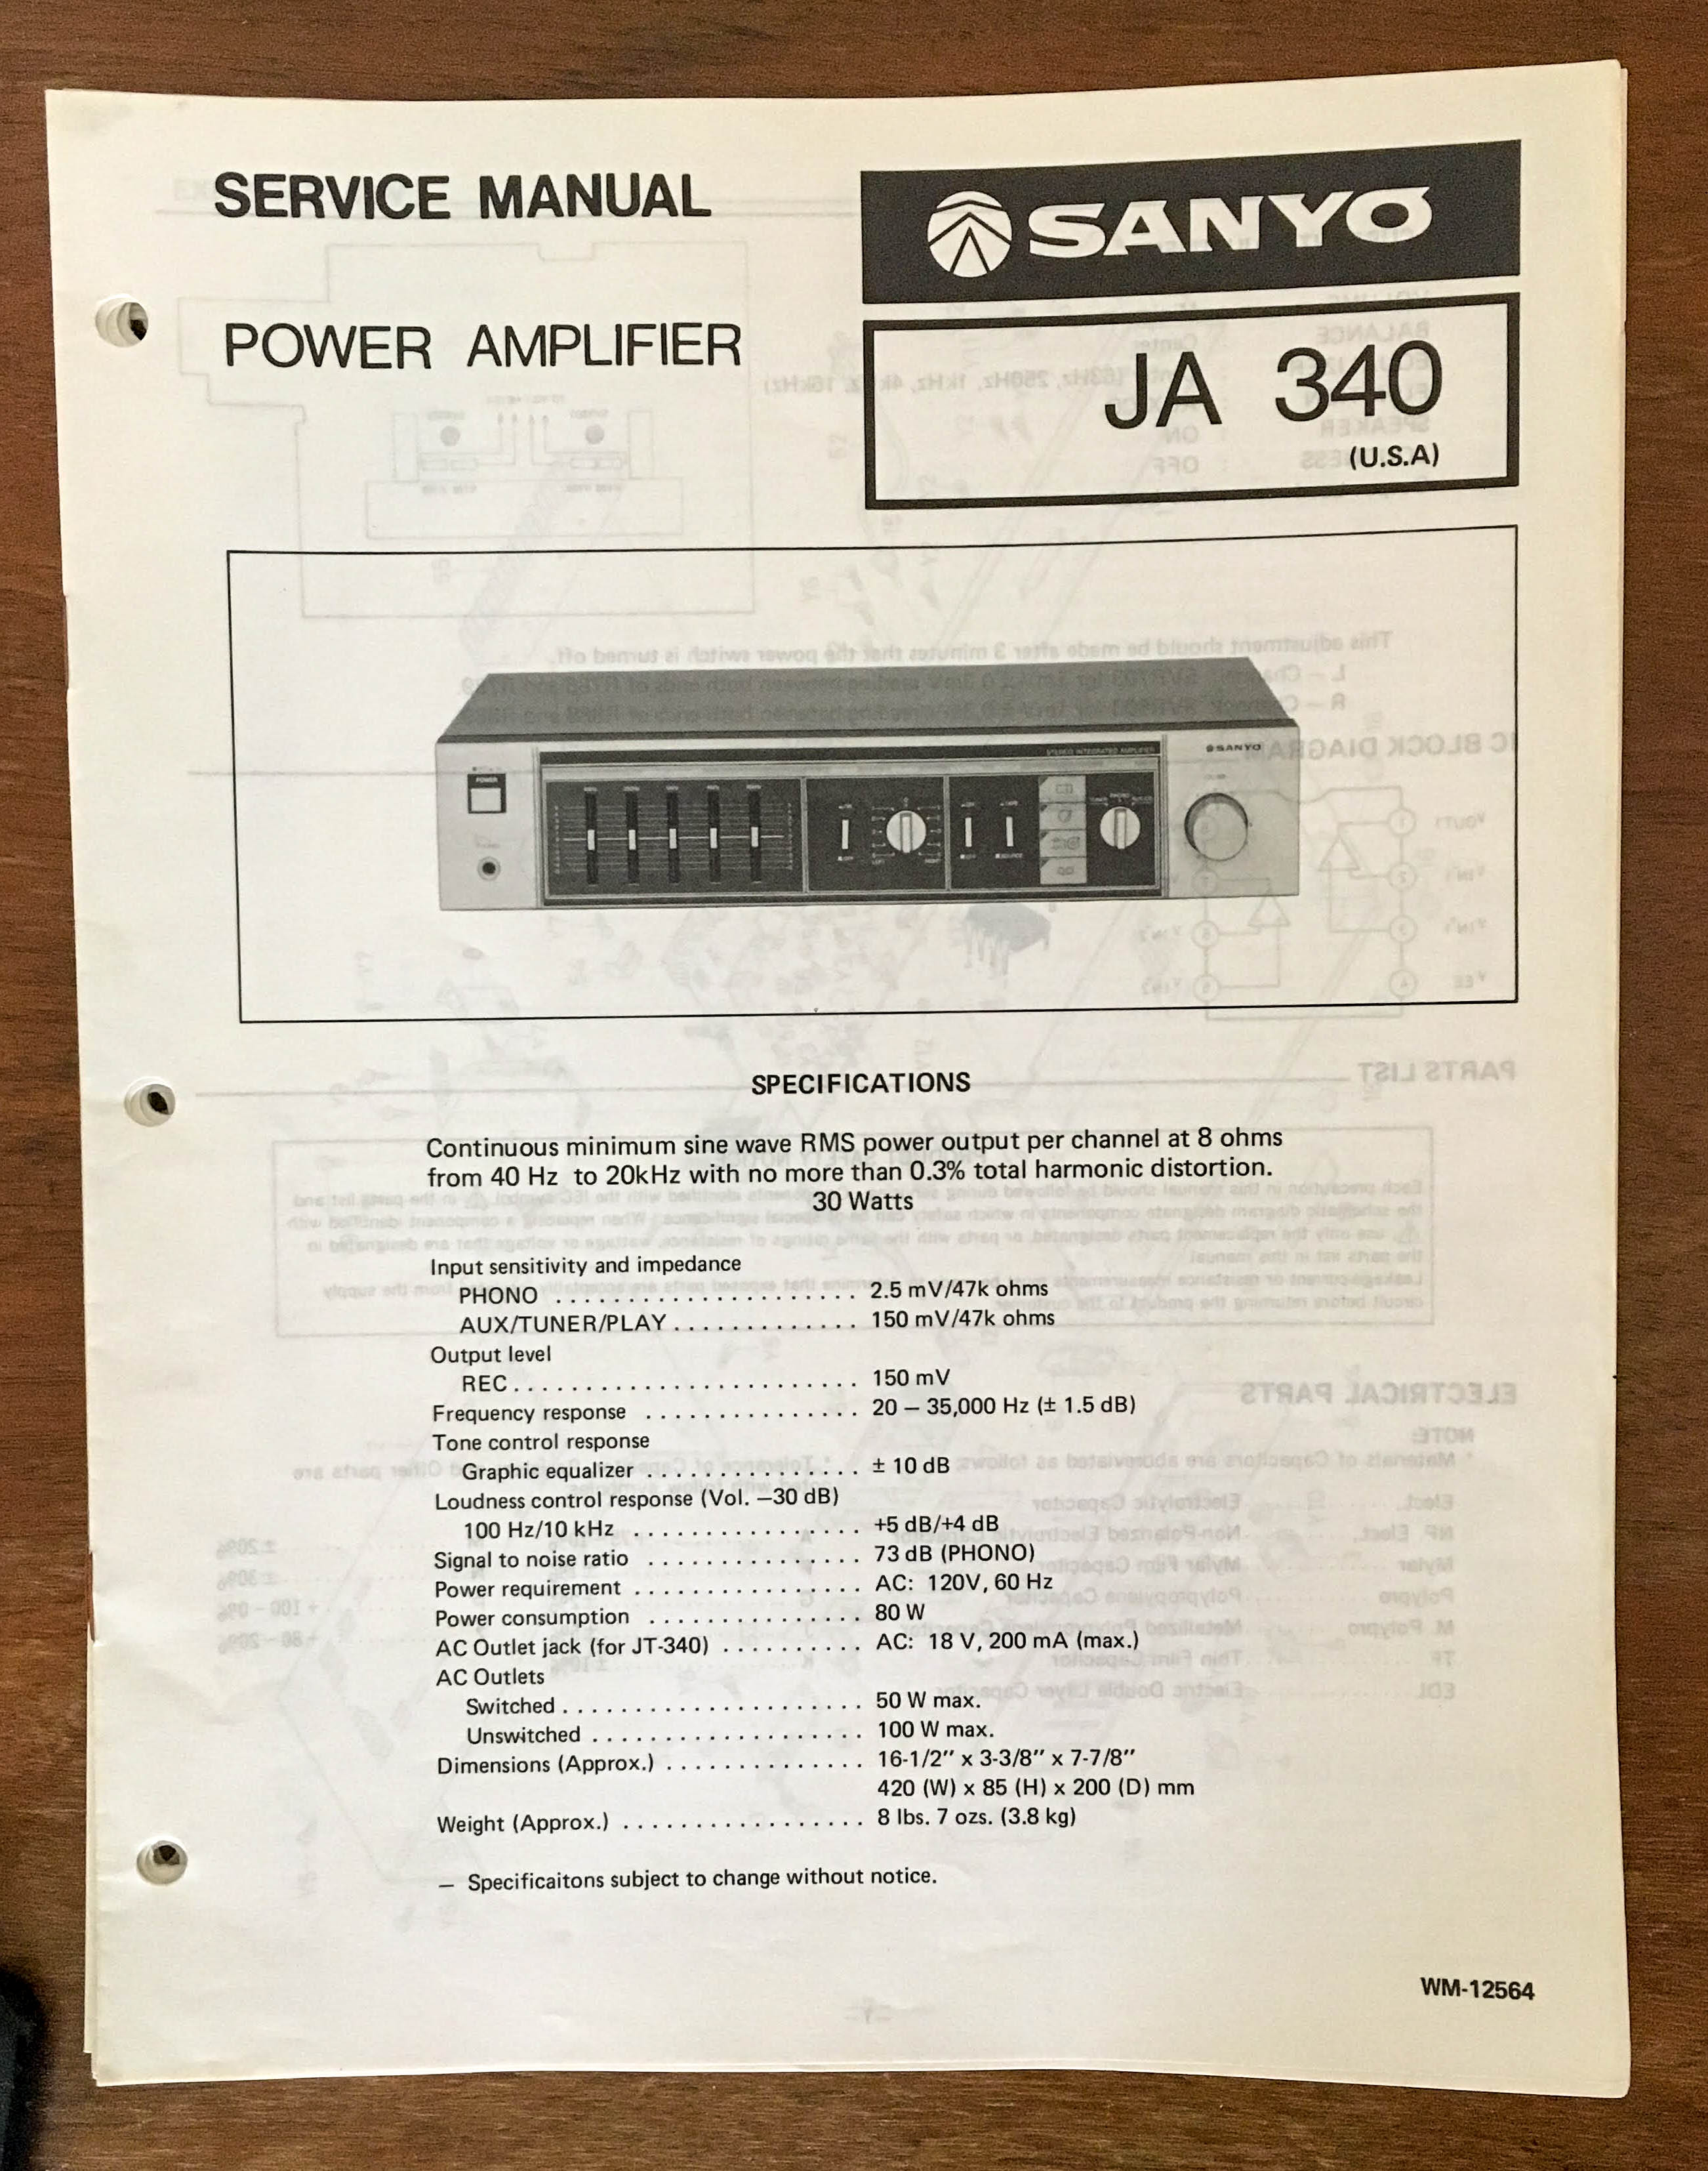 SERVICE MANUAL
SANYO
POWER AMPLIFIER
JA 340
(U.S.A)
STEREO INTEGRATED AMPLIFIER
SANYO
POWER
SPECIFICATIONS
Continuous minimum sine wave RMS power output per channel at 8 ohms
from 40 Hz to 20kHz with no more than 0.3% total harmonic distortion.
30 Watts
Input sensitivity and impedance
PHONO . . . . . . . . . . . . . . . . . . . . . 2.5 mV/47k ohms
AUX/TUNER/PLAY . . . . . . . . . . . . . 150 mV/47k ohms
Output level
REC . . . . . . . . . . . . . . . . . . . . . . . . 150 mV
Frequency response . . . . . . . . . . . . . . . 20 – 35,000 Hz (± 1.5 dB)
Tone control response
Graphic equalizer . . . . . . . . . . . . . . . ± 10 dB
Loudness control response (Vol. –30 dB)
100 Hz/10 kHz . . . . . . . . . . . . . . . . +5 dB/+4 dB
Signal to noise ratio . . . . . . . . . . . . . . . 73 dB (PHONO)
Power requirement . . . . . . . . . . . . . . . . AC: 120V, 60 Hz
Power consumption . . . . . . . . . . . . . . . 80 W
AC Outlet jack (for JT-340) . . . . . . . . . . AC: 18 V, 200 mA (max.)
AC Outlets
Switched . . . . . . . . . . . . . . . . . . . . . 50 W max.
Unswitched . . . . . . . . . . . . . . . . . . . 100 W max.
Dimensions (Approx.) . . . . . . . . . . . . . . 16-1/2" x 3-3/8" x 7-7/8"
420 (W) x 85 (H) x 200 (D) mm
Weight (Approx.) . . . . . . . . . . . . . . . . . 8 lbs. 7 ozs. (3.8 kg)
– Specificaitons subject to change without notice.
WM-12564